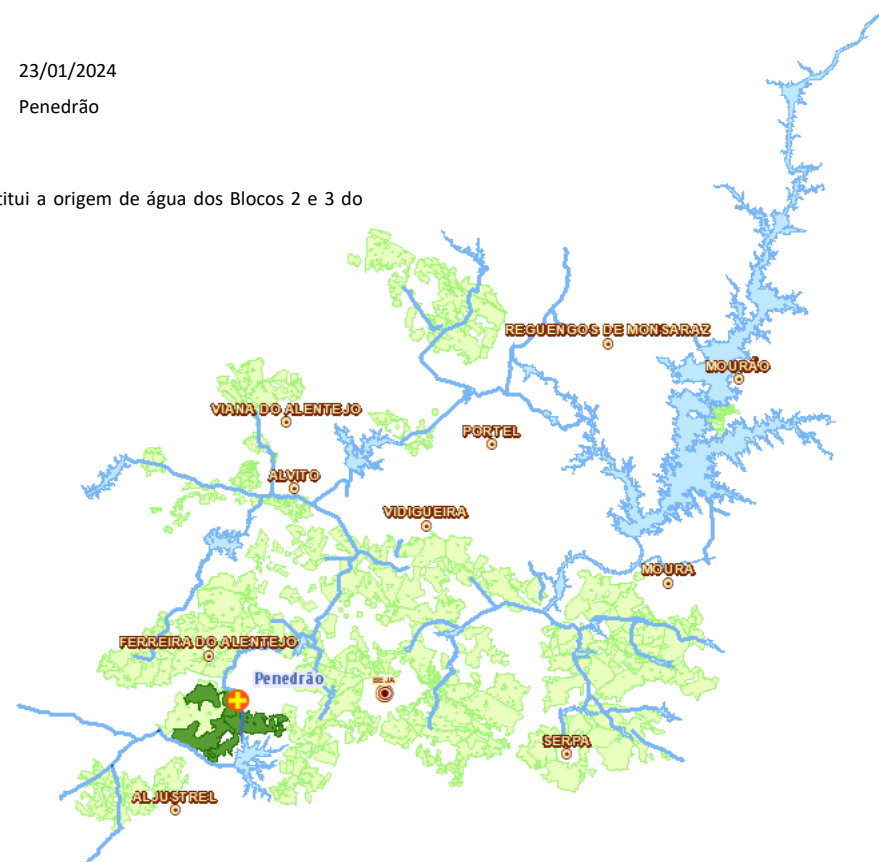 23/01/2024
Penedrão
titui a origem de água dos Blocos 2 e 3 do
REGUENGOS DE MONSARAZ
MOURÃO
VIANA DO ALENTEJO
PORTEL
ALVITO
VIDIGUEIRA
MOURA
FERREIRA DO ALENTEJO
Penedrão
BEJA
SERPA
ALJUSTREL